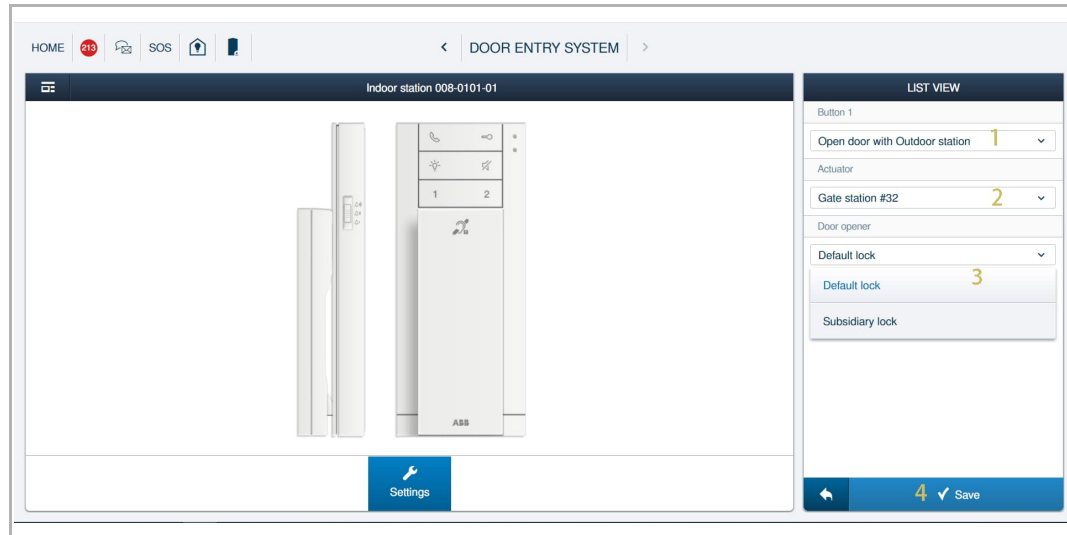 HOME 213 SOS < DOOR ENTRY SYSTEM >
Indoor station 008-0101-01
1 2
ABB
Settings
LIST VIEW
Button 1
Open door with Outdoor station 1
Actuator
Gate station #32 2
Door opener
Default lock
3
Default lock
Subsidiary lock
4 ✓ Save